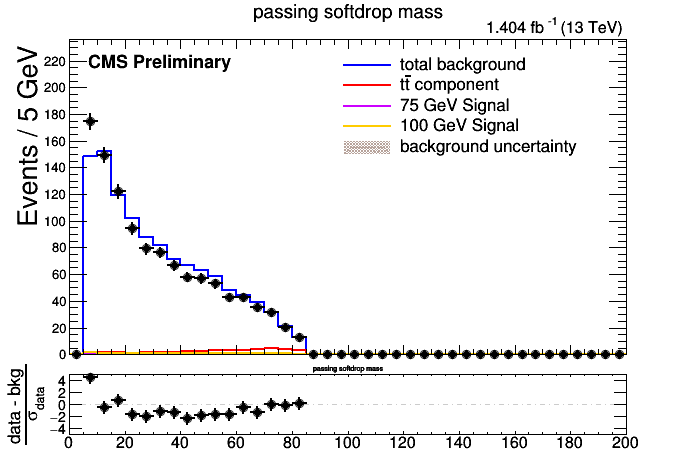 passing softdrop mass
1.404 fb⁻¹ (13 TeV)
CMS Preliminary
total background
tt̄ component
75 GeV Signal
100 GeV Signal
background uncertainty
Events / 5 GeV
220
200
180
160
140
120
100
80
60
40
20
0
passing softdrop mass
data - bkg
σ_data
4
2
0
−2
−4
0 20 40 60 80 100 120 140 160 180 200